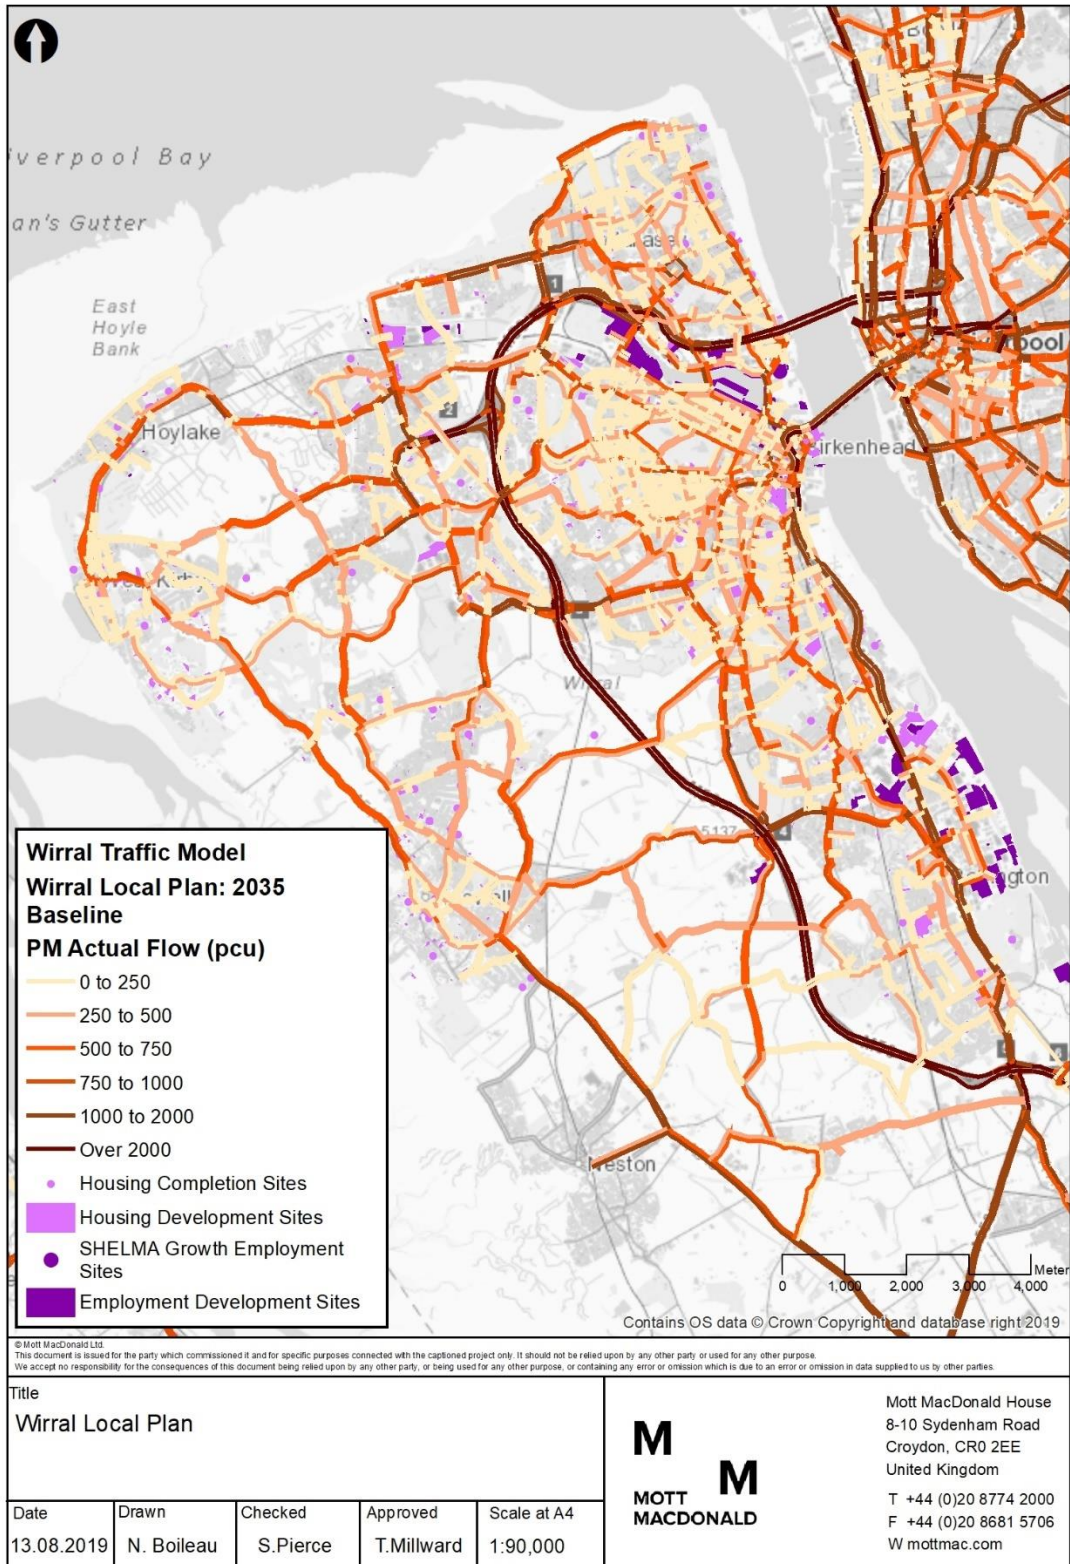 iverpool Bay
an's Gutter
East
Hoyle
Bank
Hoylake
1
2
irkenhead
West Kirby
Wirral
4
5137
Neston
Wirral Traffic Model
Wirral Local Plan: 2035
Baseline
PM Actual Flow (pcu)
0 to 250
250 to 500
500 to 750
750 to 1000
1000 to 2000
Over 2000
Housing Completion Sites
Housing Development Sites
SHELMA Growth Employment
Sites
Employment Development Sites
Meter
0 1,000 2,000 3,000 4,000
Contains OS data © Crown Copyright and database right 2019
© Mott MacDonald Ltd.
This document is issued for the party which commissioned it and for specific purposes connected with the captioned project only. It should not be relied upon by any other party or used for any other purpose.
We accept no responsibility for the consequences of this document being relied upon by any other party, or being used for any other purpose, or containing any error or omission which is due to an error or omission in data supplied to us by other parties.
Title
Wirral Local Plan
M
M
MOTT
MACDONALD
Mott MacDonald House
8-10 Sydenham Road
Croydon, CR0 2EE
United Kingdom
T +44 (0)20 8774 2000
F +44 (0)20 8681 5706
W mottmac.com
Date Drawn Checked Approved Scale at A4
13.08.2019 N. Boileau S.Pierce T.Millward 1:90,000